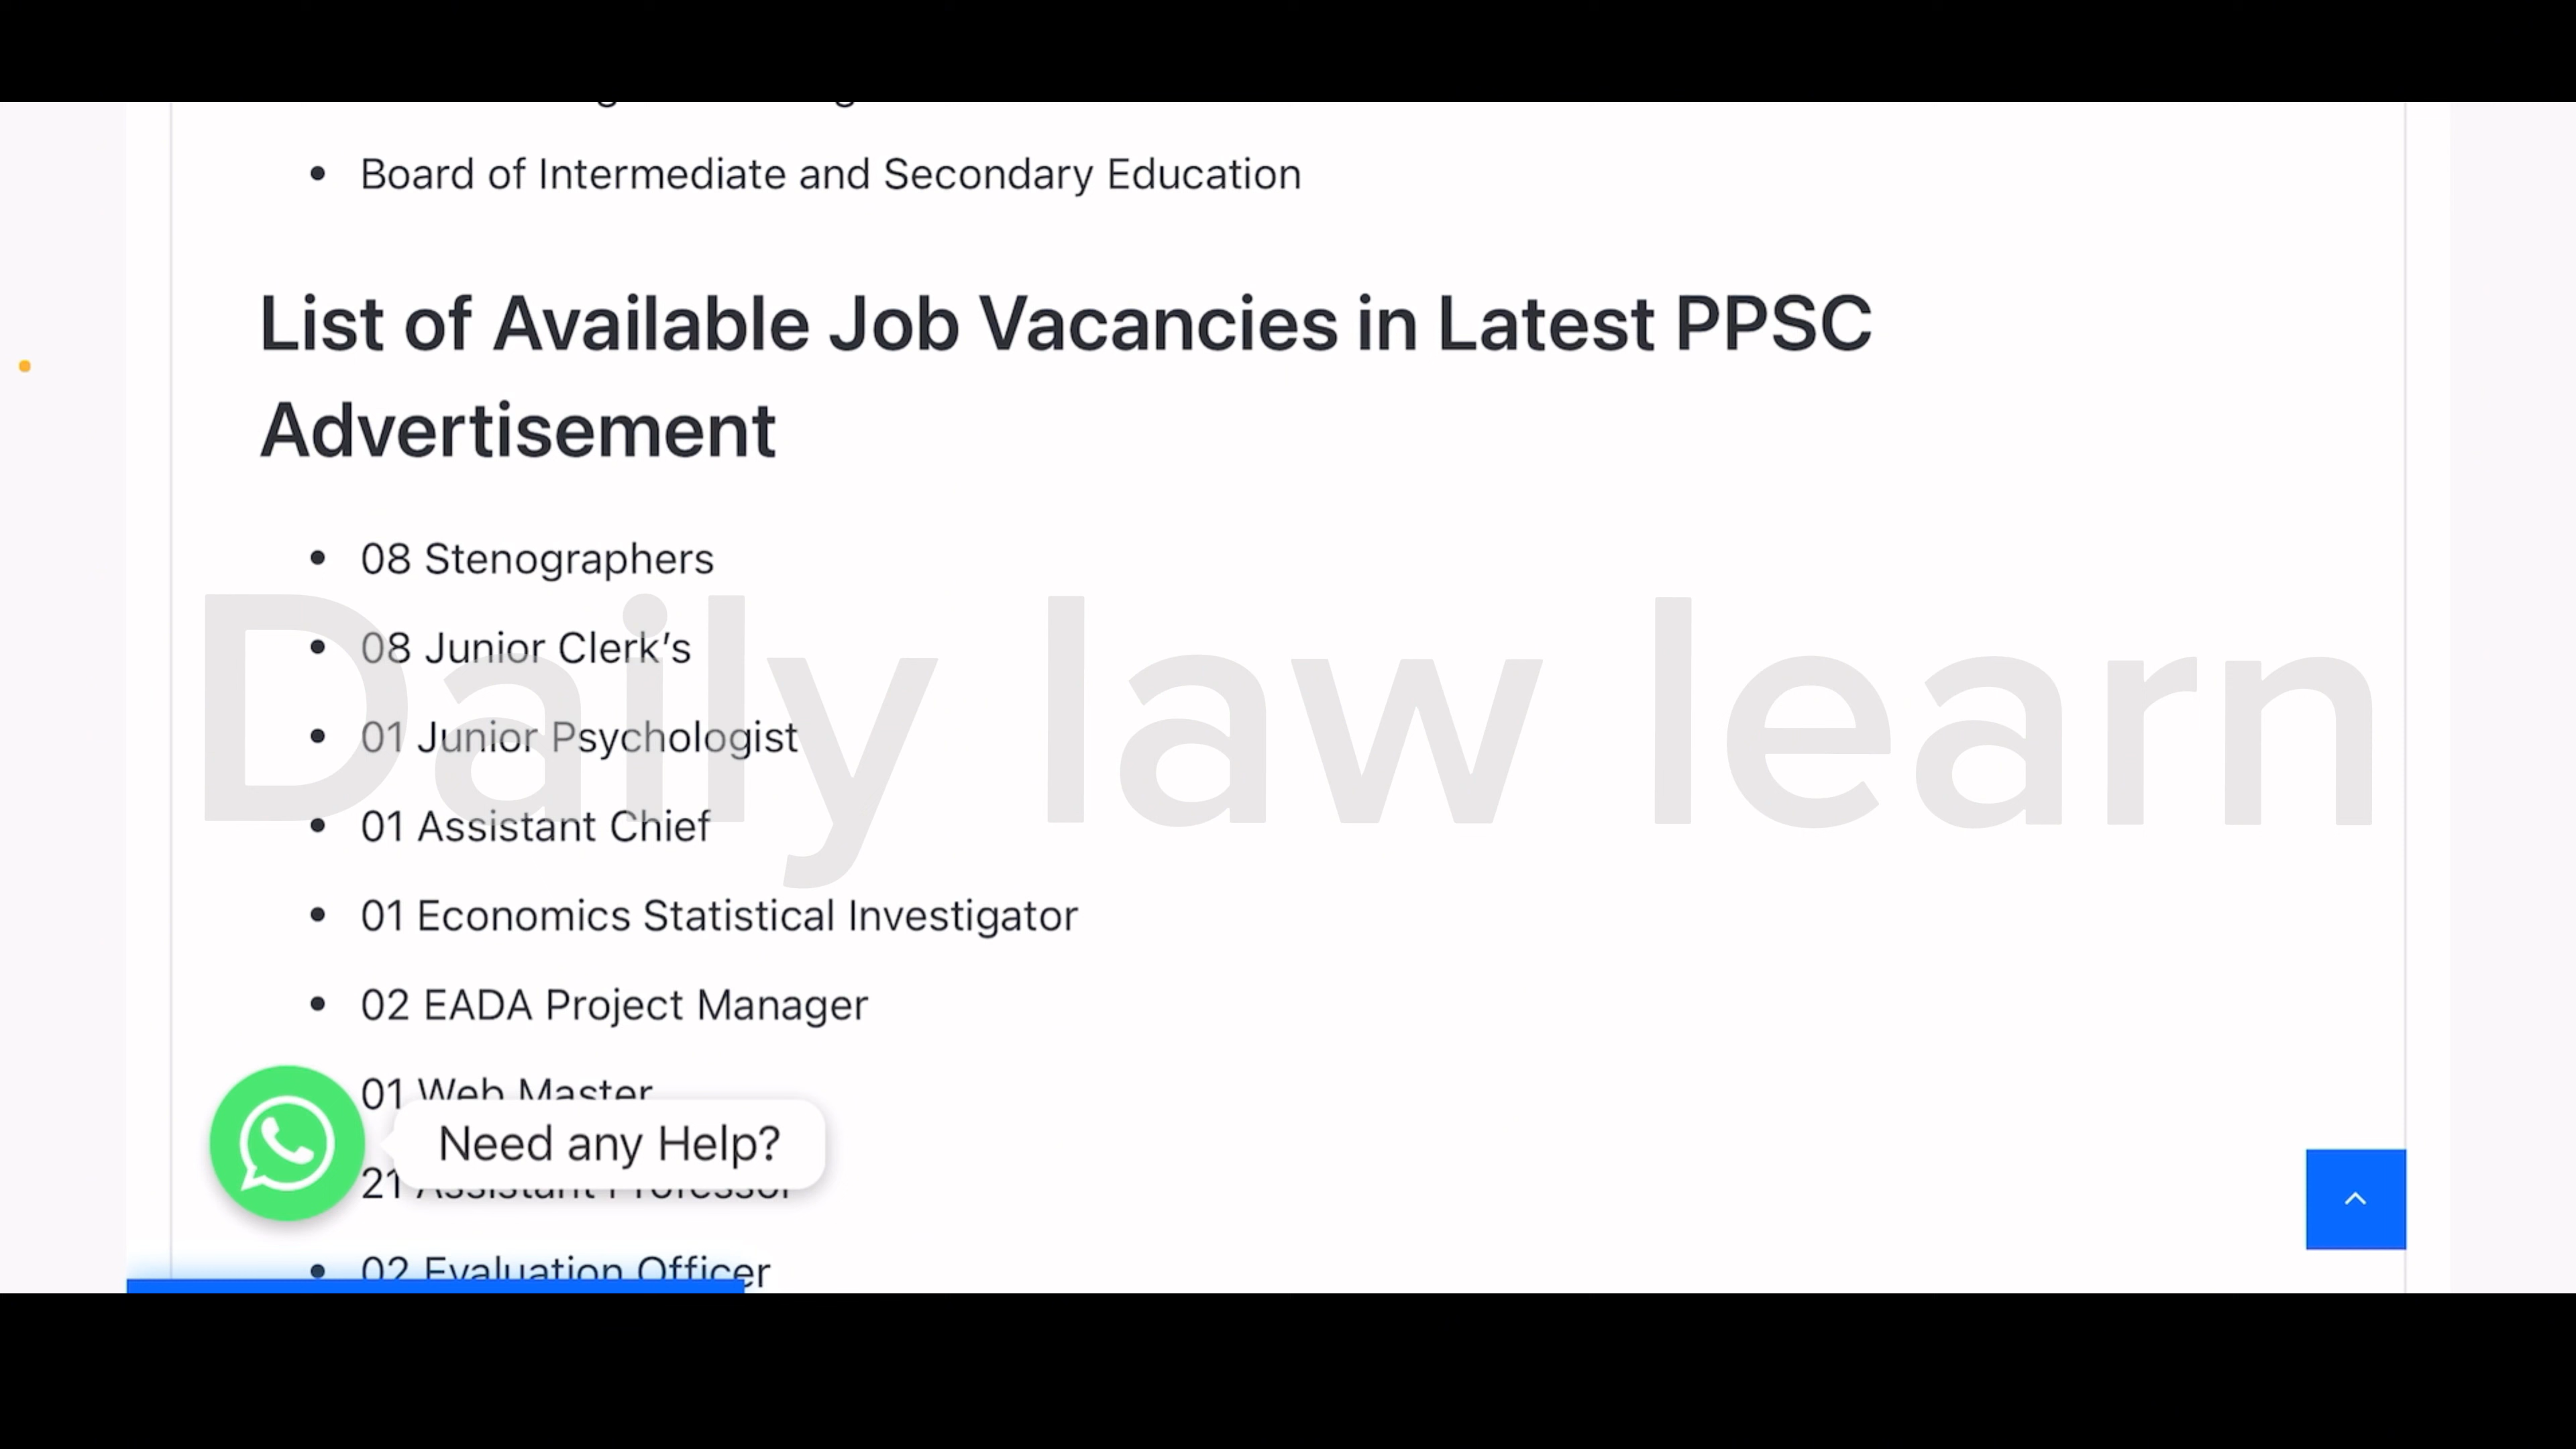 Board of Intermediate and Secondary Education
List of Available Job Vacancies in Latest PPSC
Advertisement
08 Stenographers
08 Junior Clerk’s
01 Junior Psychologist
Daily law learn
01 Assistant Chief
01 Economics Statistical Investigator
02 EADA Project Manager
01 Web Master
Need any Help?
21 Assistant Professor
02 Evaluation Officer